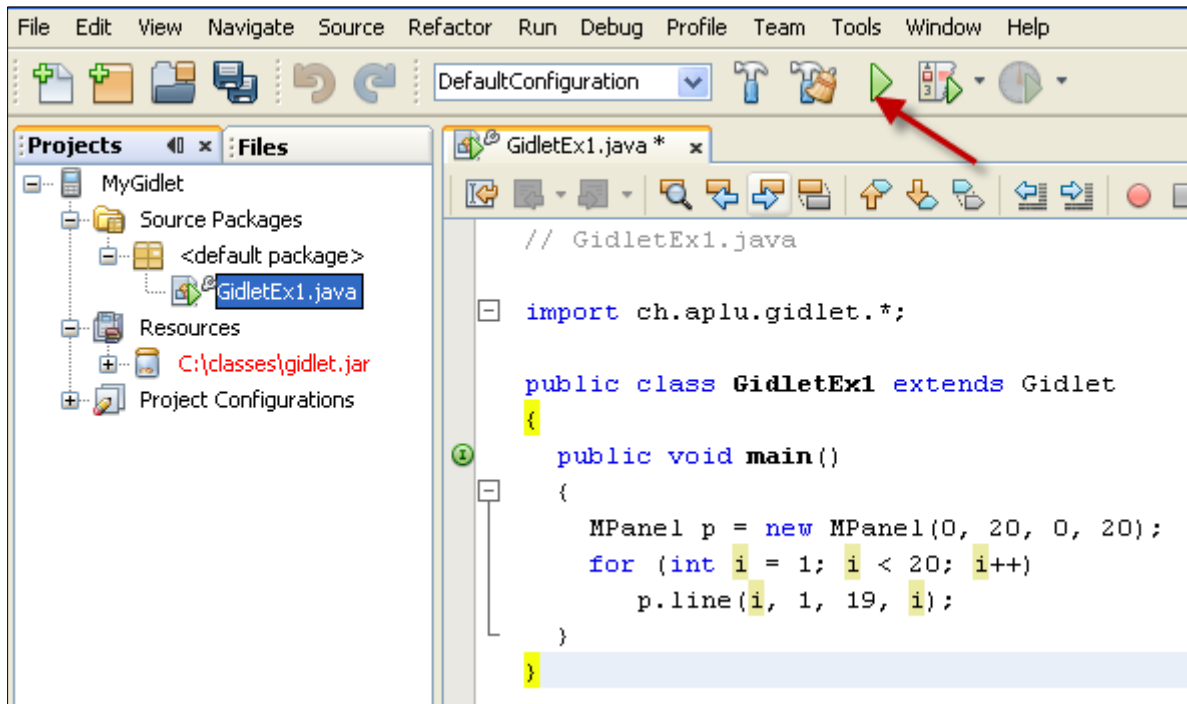 File Edit View Navigate Source Refactor Run Debug Profile Team Tools Window Help
DefaultConfiguration
Projects Files
MyGidlet
Source Packages
<default package>
GidletEx1.java
Resources
C:\classes\gidlet.jar
Project Configurations
GidletEx1.java *
// GidletEx1.java
import ch.aplu.gidlet.*;
public class GidletEx1 extends Gidlet
{
public void main()
{
MPanel p = new MPanel(0, 20, 0, 20);
for (int i = 1; i < 20; i++)
p.line(i, 1, 19, i);
}
}